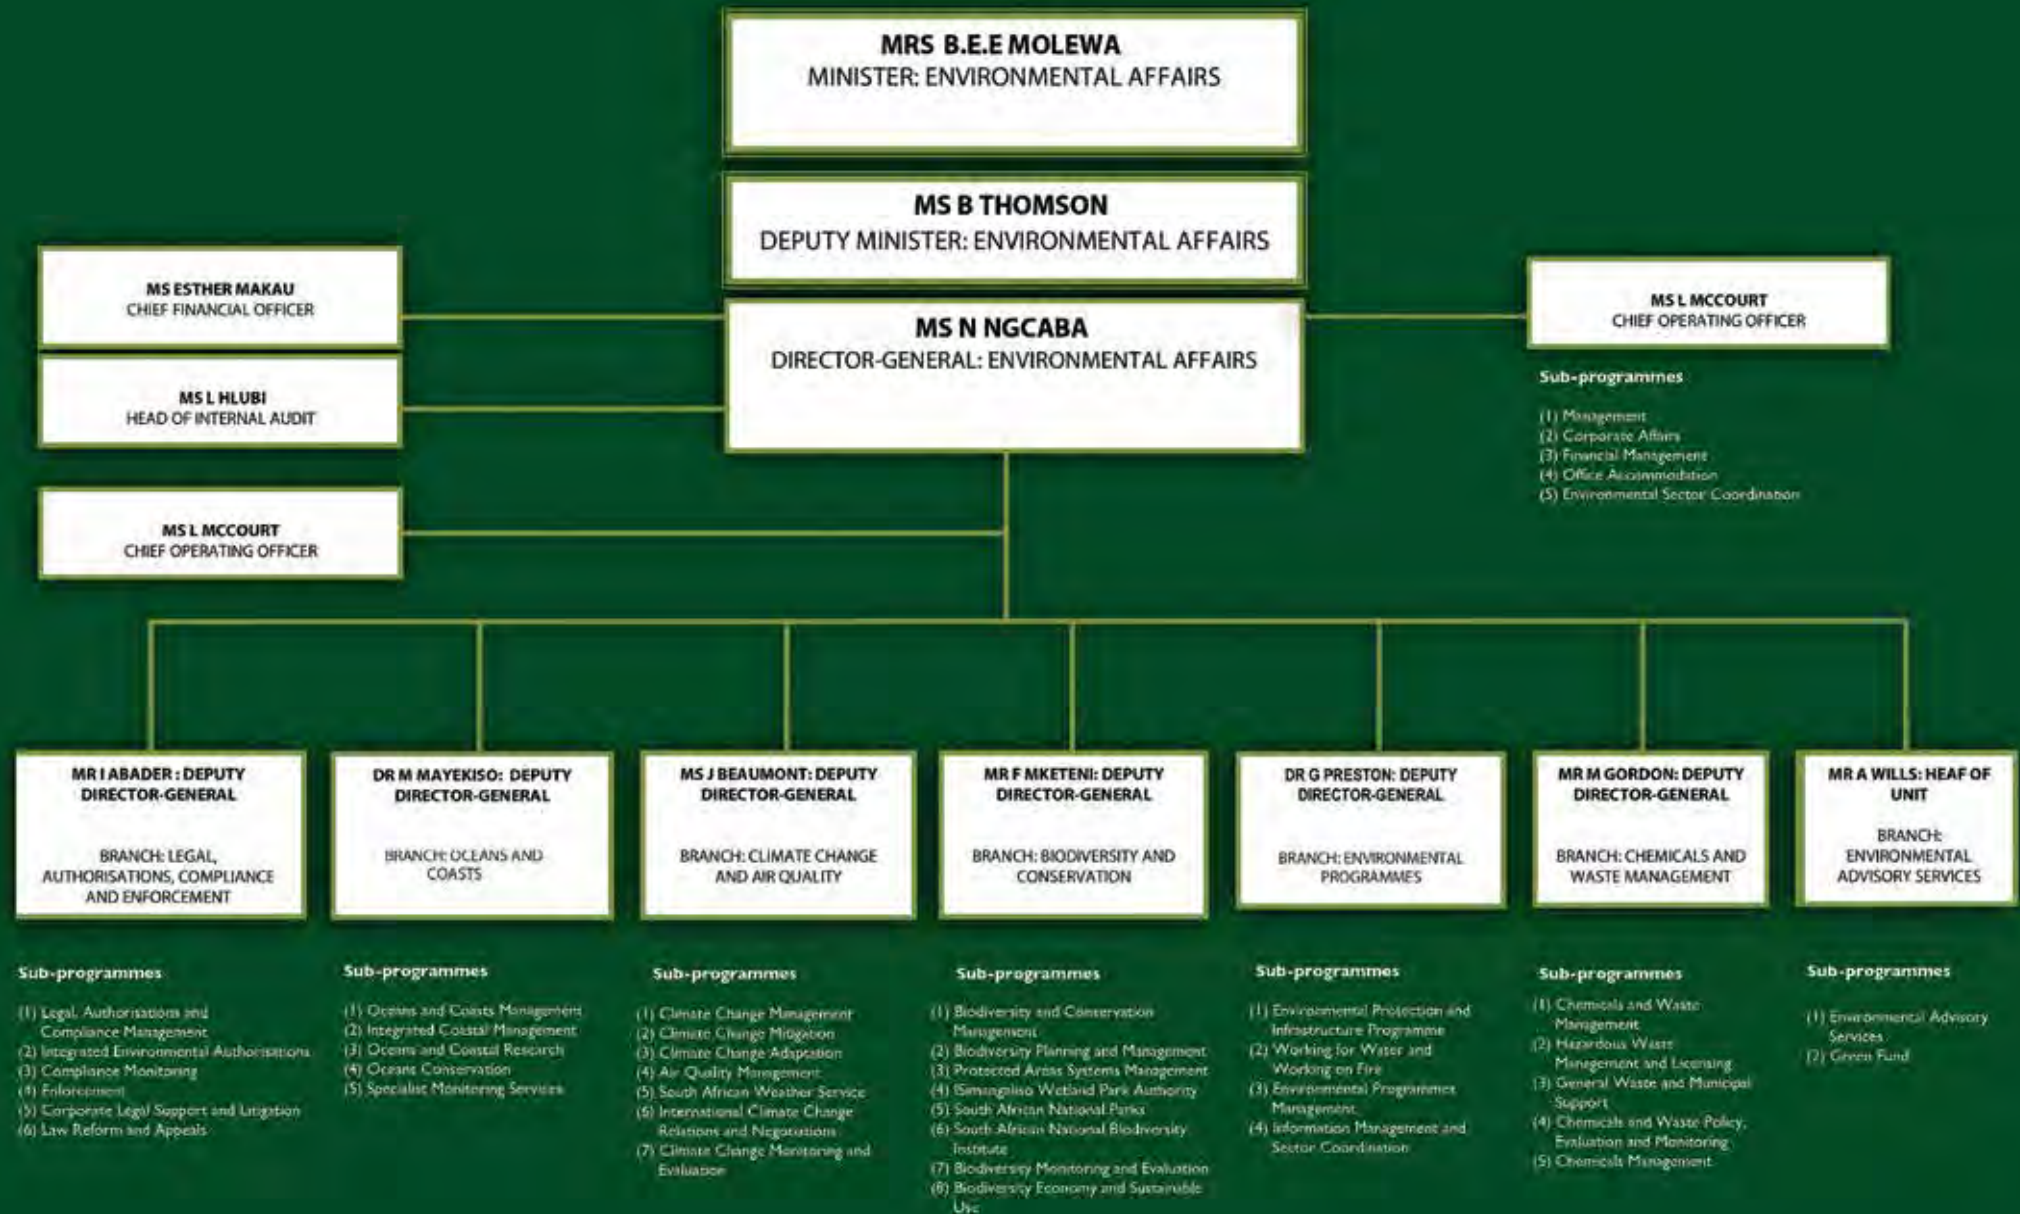 MRS B.E.E MOLEWA
MINISTER: ENVIRONMENTAL AFFAIRS
MS B THOMSON
DEPUTY MINISTER: ENVIRONMENTAL AFFAIRS
MS N NGCABA
DIRECTOR-GENERAL: ENVIRONMENTAL AFFAIRS
MS ESTHER MAKAU
CHIEF FINANCIAL OFFICER
MS L HLUBI
HEAD OF INTERNAL AUDIT
MS L MCCOURT
CHIEF OPERATING OFFICER
MS L MCCOURT
CHIEF OPERATING OFFICER
Sub-programmes
(1) Management
(2) Corporate Affairs
(3) Financial Management
(4) Office Accommodation
(5) Environmental Sector Coordination
MR I ABADER : DEPUTY
DIRECTOR-GENERAL
BRANCH: LEGAL,
AUTHORISATIONS, COMPLIANCE
AND ENFORCEMENT
Sub-programmes
(1) Legal, Authorisations and
Compliance Management
(2) Integrated Environmental Authorisations
(3) Compliance Monitoring
(4) Enforcement
(5) Corporate Legal Support and Litigation
(6) Law Reform and Appeals
DR M MAYEKISO: DEPUTY
DIRECTOR-GENERAL
BRANCH: OCEANS AND
COASTS
Sub-programmes
(1) Oceans and Coasts Management
(2) Integrated Coastal Management
(3) Oceans and Coastal Research
(4) Oceans Conservation
(5) Specialist Monitoring Services
MS J BEAUMONT: DEPUTY
DIRECTOR-GENERAL
BRANCH: CLIMATE CHANGE
AND AIR QUALITY
Sub-programmes
(1) Climate Change Management
(2) Climate Change Mitigation
(3) Climate Change Adaptation
(4) Air Quality Management
(5) South African Weather Service
(6) International Climate Change
Relations and Negotiations
(7) Climate Change Monitoring and
Evaluation
MR F MKETENI: DEPUTY
DIRECTOR-GENERAL
BRANCH: BIODIVERSITY AND
CONSERVATION
Sub-programmes
(1) Biodiversity and Conservation
Management
(2) Biodiversity Planning and Management
(3) Protected Areas Systems Management
(4) iSimangaliso Wetland Park Authority
(5) South African National Parks
(6) South African National Biodiversity
Institute
(7) Biodiversity Monitoring and Evaluation
(8) Biodiversity Economy and Sustainable
Use
DR G PRESTON: DEPUTY
DIRECTOR-GENERAL
BRANCH: ENVIRONMENTAL
PROGRAMMES
Sub-programmes
(1) Environmental Protection and
Infrastructure Programme
(2) Working for Water and
Working on Fire
(3) Environmental Programmes
Management
(4) Information Management and
Sector Coordination
MR M GORDON: DEPUTY
DIRECTOR-GENERAL
BRANCH: CHEMICALS AND
WASTE MANAGEMENT
Sub-programmes
(1) Chemicals and Waste
Management
(2) Hazardous Waste
Management and Licensing
(3) General Waste and Municipal
Support
(4) Chemicals and Waste Policy,
Evaluation and Monitoring
(5) Chemicals Management
MR A WILLS: HEAF OF
UNIT
BRANCH:
ENVIRONMENTAL
ADVISORY SERVICES
Sub-programmes
(1) Environmental Advisory
Services
(2) Green Fund